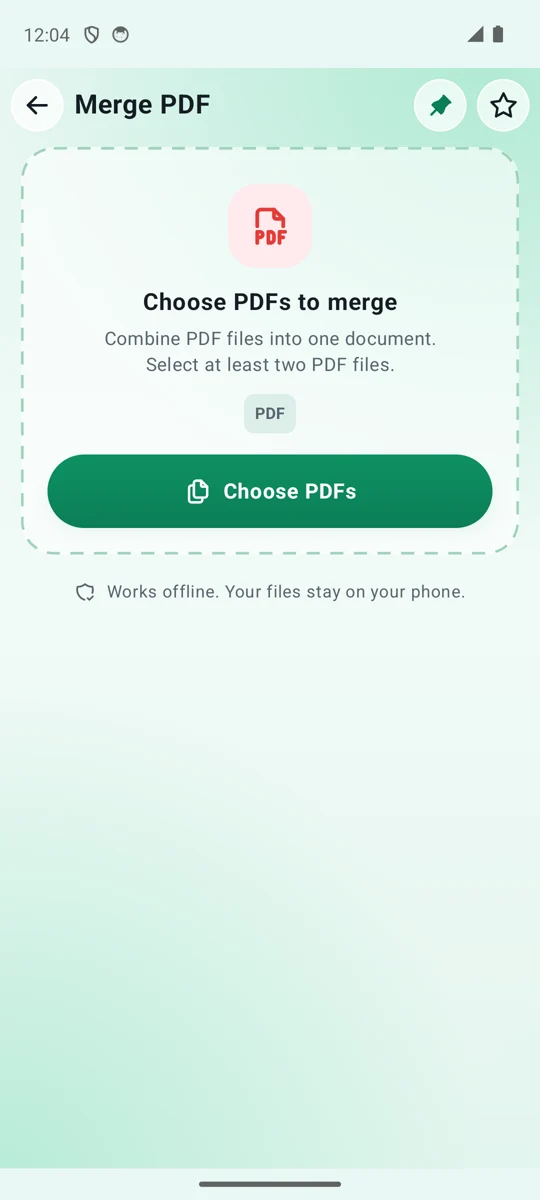 12:04
Merge PDF
PDF
Choose PDFs to merge
Combine PDF files into one document.
Select at least two PDF files.
PDF
Choose PDFs
Works offline. Your files stay on your phone.